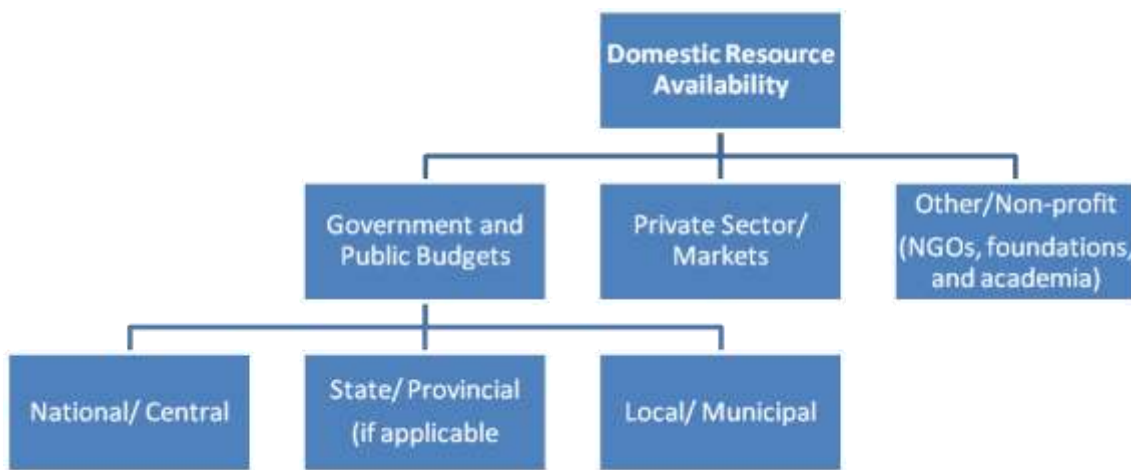 Domestic Resource
Availability
Government and
Public Budgets
Private Sector/
Markets
Other/Non-profit
(NGOs, foundations,
and academia)
National/ Central
State/ Provincial
(if applicable
Local/ Municipal